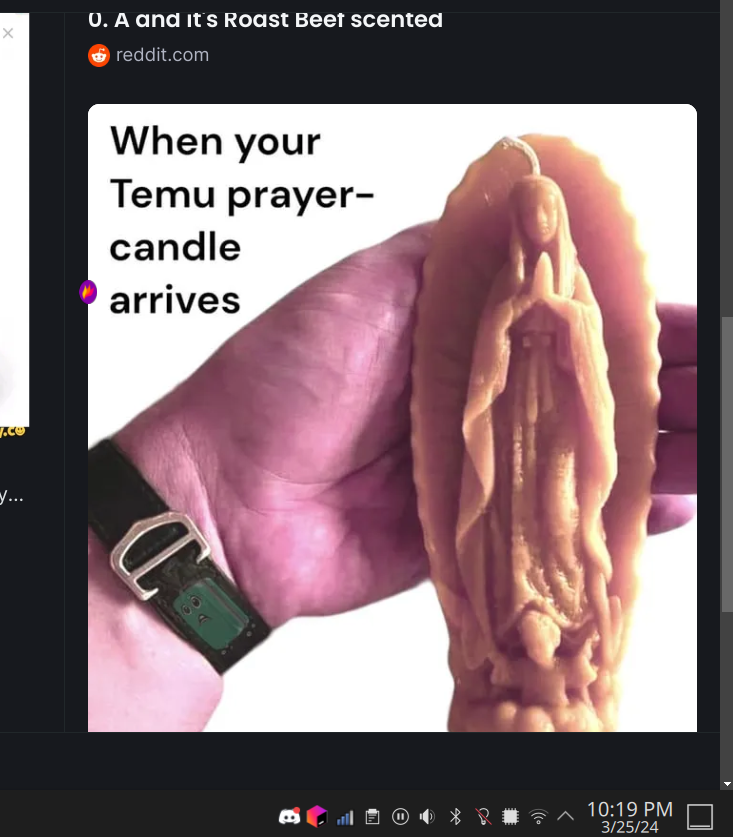 0. A and it's Roast Beef scented
reddit.com
When your
Temu prayer-
candle
arrives
y.co
y...
10:19 PM
3/25/24